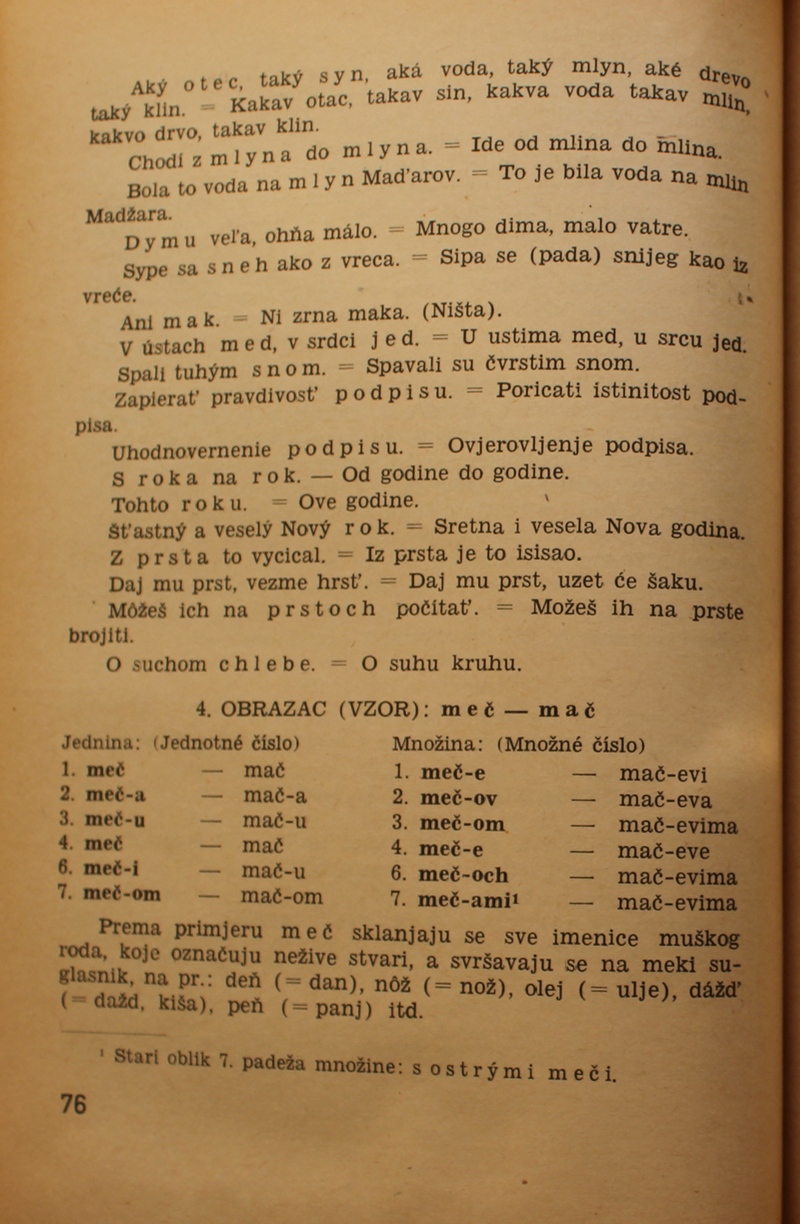 Aký otec, taký syn, aká voda, taký mlyn, aké drevo
taký klin. = Kakav otac, takav sin, kakva voda takav mlin,
kakvo drvo, takav klin.
Chodí z mlyna do mlyna. = Ide od mlina do mlina.
Bola to voda na mlyn Maďarov. = To je bila voda na mlin
Madžara.
Dymu veľa, ohňa málo. = Mnogo dima, malo vatre.
Sype sa sneh ako z vreca. = Sipa se (pada) snijeg kao iz
vreće.
Ani mak. = Ni zrna maka. (Ništa).
V ústach med, v srdci jed. = U ustima med, u srcu jed.
Spali tuhým snom. = Spavali su čvrstim snom.
Zapierať pravdivosť podpisu. = Poricati istinitost pod-
pisa.
Uhodnovernenie podpisu. = Ovjerovljenje podpisa.
S roka na rok. — Od godine do godine.
Tohto roku. = Ove godine.
Šťastný a veselý Nový rok. = Sretna i vesela Nova godina.
Z prsta to vycical. = Iz prsta je to isisao.
Daj mu prst, vezme hrsť. = Daj mu prst, uzet će šaku.
Môžeš ich na prstoch počítať. = Možeš ih na prste
brojiti.
O suchom chlebe. = O suhu kruhu.
4. OBRAZAC (VZOR): meč — mač
Jednina: (Jednotné číslo) Množina: (Množné číslo)
1. meč — mač 1. meč-e — mač-evi
2. meč-a — mač-a 2. meč-ov — mač-eva
3. meč-u — mač-u 3. meč-om — mač-evima
4. meč — mač 4. meč-e — mač-eve
6. meč-i — mač-u 6. meč-och — mač-evima
7. meč-om — mač-om 7. meč-ami¹ — mač-evima
Prema primjeru meč sklanjaju se sve imenice muškog
roda, koje označuju nežive stvari, a svršavaju se na meki su-
glasnik, na pr.: deň (= dan), nôž (= nož), olej (= ulje), dážď
(= dažd, kiša), peň (= panj) itd.
¹ Stari oblik 7. padeža množine: s ostrými meči.
76